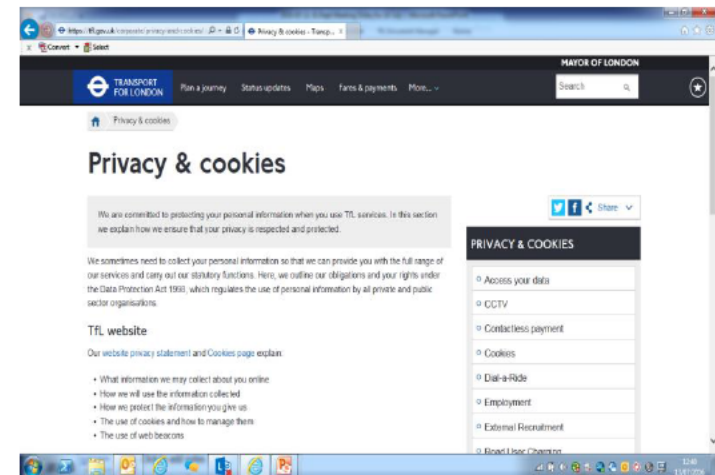 Privacy & cookies - Transp...
Convert Select
MAYOR OF LONDON
TRANSPORT
FOR LONDON
Plan a journey Status updates Maps Fares & payments More...
Search
Privacy & cookies
Privacy & cookies
We are committed to protecting your personal information when you use TfL services. In this section
we explain how we ensure that your privacy is respected and protected.
Share
We sometimes need to collect your personal information so that we can provide you with the full range of
our services and carry out our statutory functions. Here, we outline our obligations and your rights under
the Data Protection Act 1998, which regulates the use of personal information by all private and public
sector organisations.
TfL website
Our website privacy statement and Cookies page explain:
• What information we may collect about you online
• How we will use the information collected
• How we protect the information you give us
• The use of cookies and how to manage them
• The use of web beacons
PRIVACY & COOKIES
Access your data
CCTV
Contactless payment
Cookies
Dial-a-Ride
Employment
External Recruitment
Road User Charging
12:40